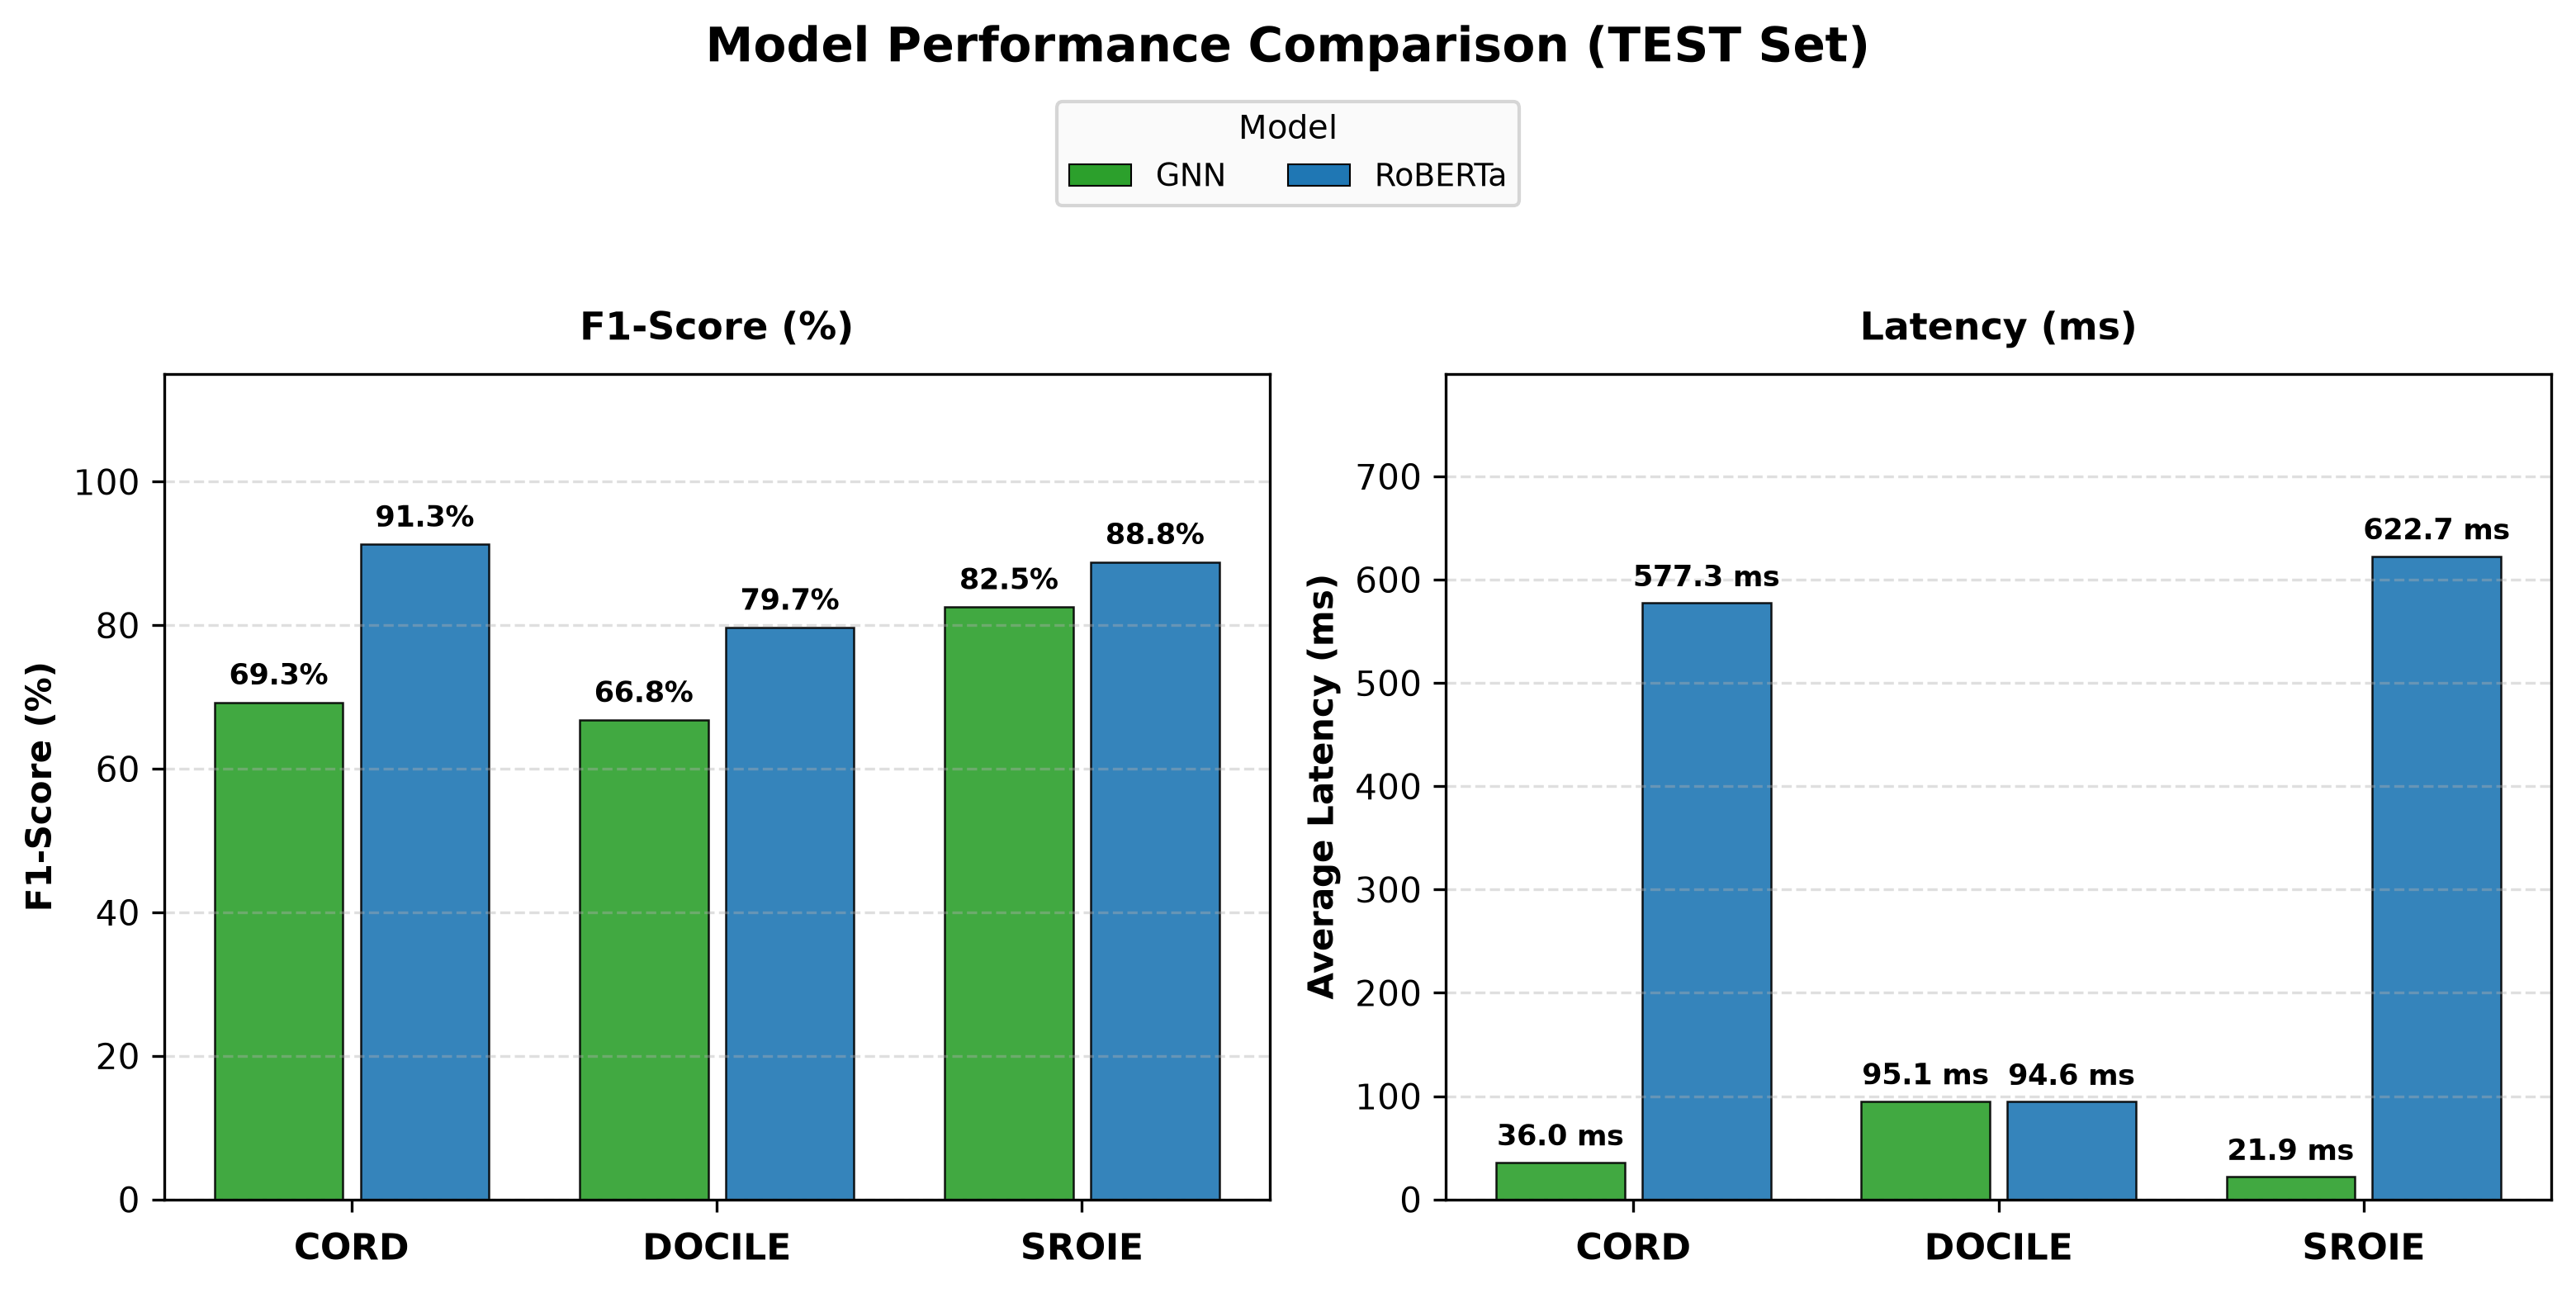 Model Performance Comparison (TEST Set)
Model
GNN RoBERTa
F1-Score (%)
F1-Score (%)
100
80
60
40
20
0
69.3%
91.3%
66.8%
79.7%
82.5%
88.8%
CORD DOCILE SROIE
Latency (ms)
Average Latency (ms)
700
600
500
400
300
200
100
0
36.0 ms
577.3 ms
95.1 ms
94.6 ms
21.9 ms
622.7 ms
CORD DOCILE SROIE